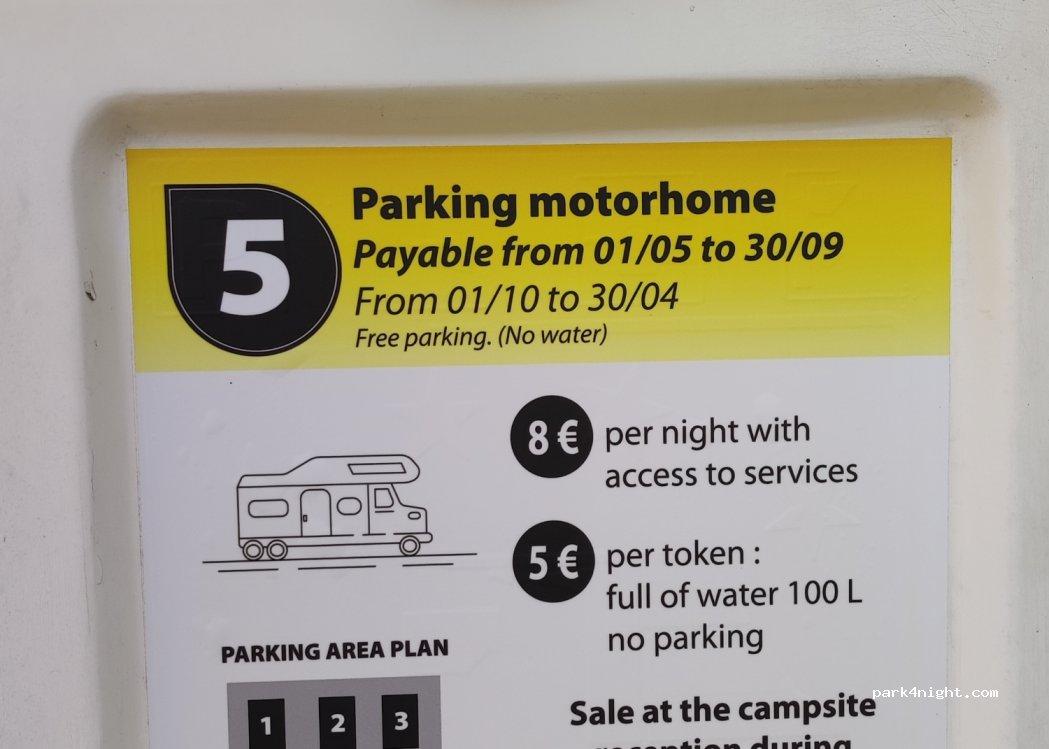 5
Parking motorhome
Payable from 01/05 to 30/09
From 01/10 to 30/04
Free parking. (No water)
8 € per night with
access to services
5 € per token :
full of water 100 L
no parking
PARKING AREA PLAN
1 2 3
Sale at the campsite
reception during
park4night.com